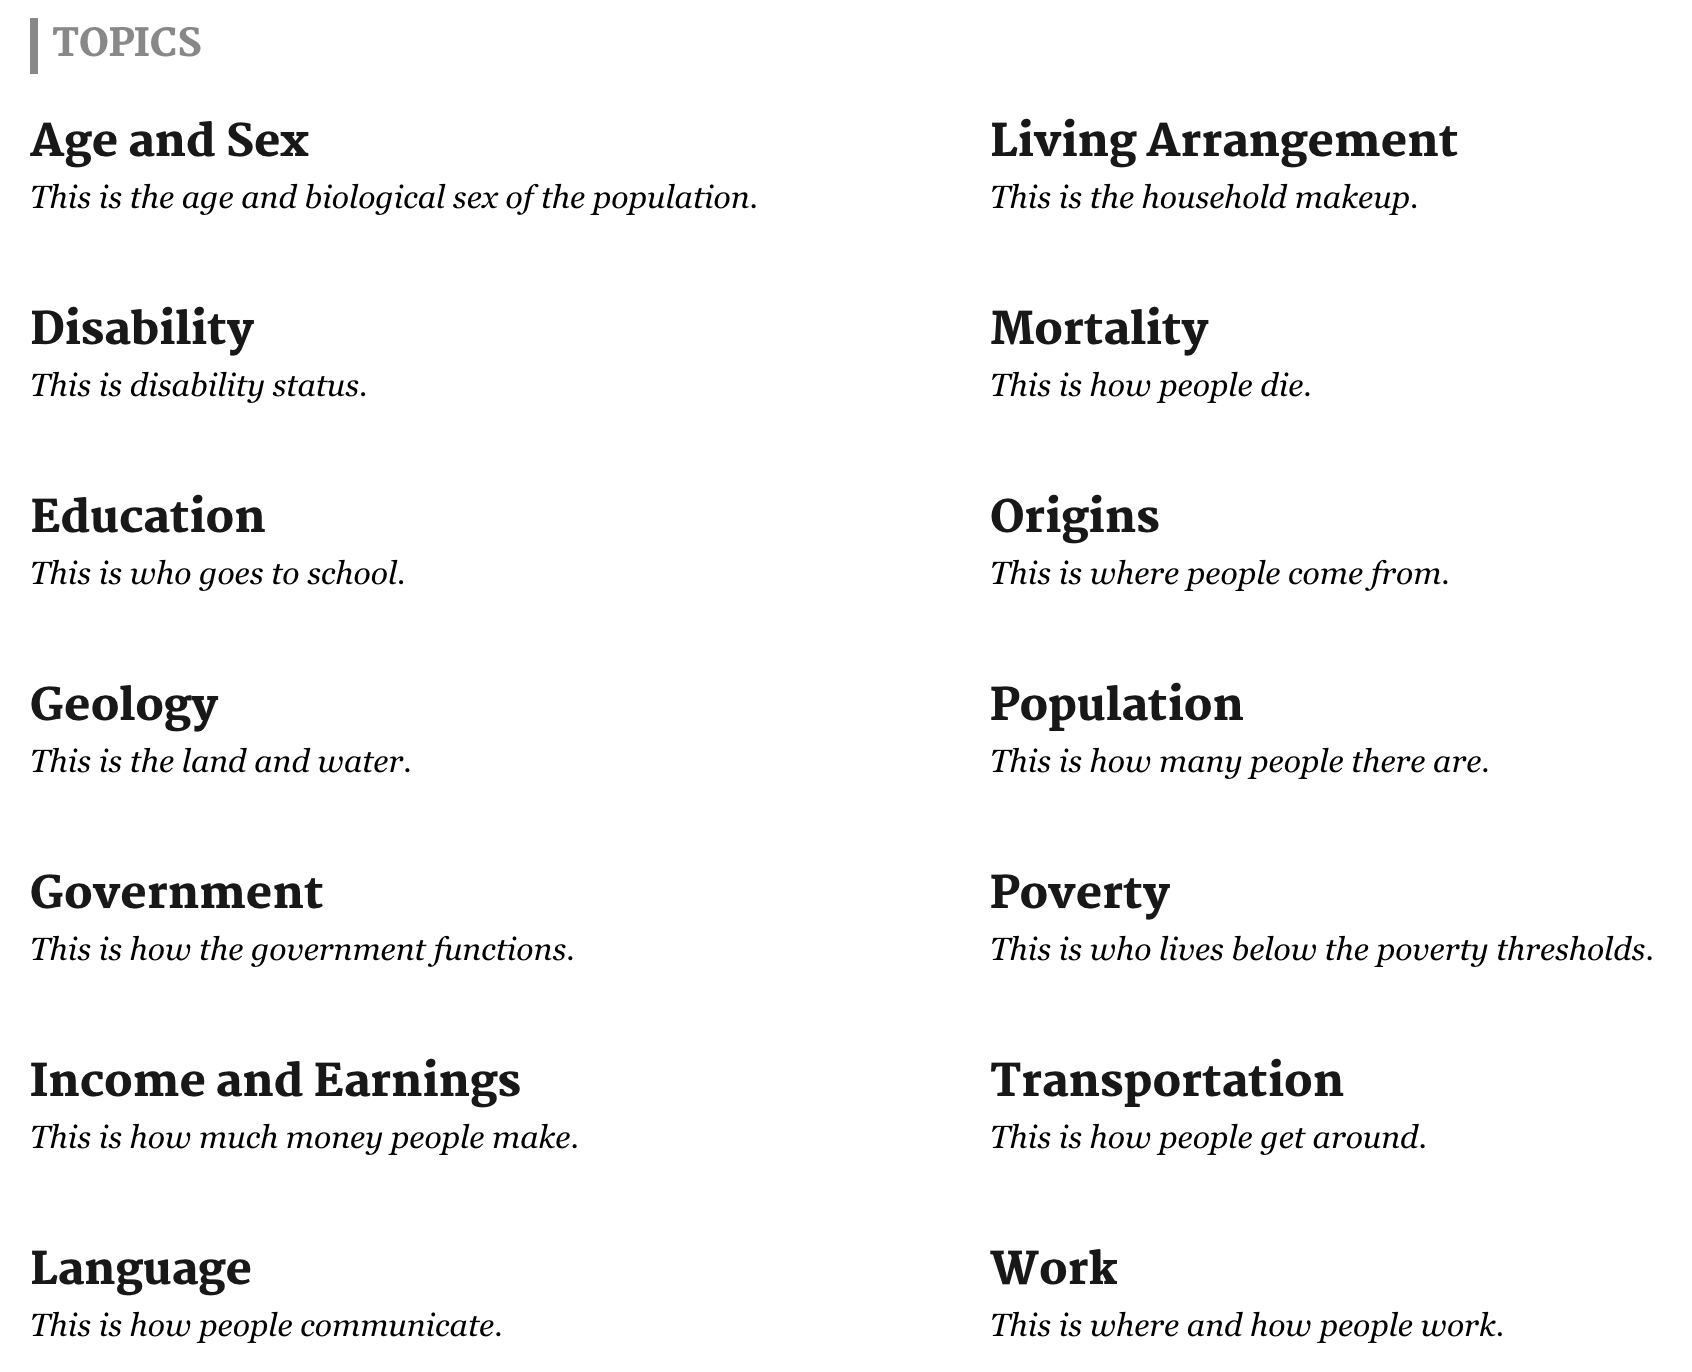 TOPICS
Age and Sex
This is the age and biological sex of the population.
Disability
This is disability status.
Education
This is who goes to school.
Geology
This is the land and water.
Government
This is how the government functions.
Income and Earnings
This is how much money people make.
Language
This is how people communicate.
Living Arrangement
This is the household makeup.
Mortality
This is how people die.
Origins
This is where people come from.
Population
This is how many people there are.
Poverty
This is who lives below the poverty thresholds.
Transportation
This is how people get around.
Work
This is where and how people work.